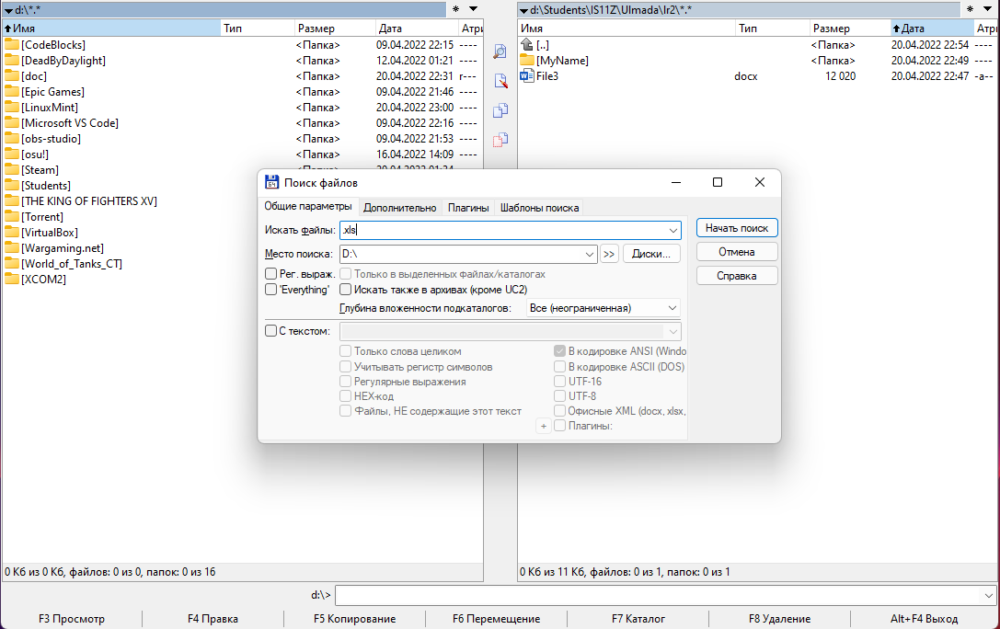 d:\*.* * d:\Students\IS11Z\Ulmada\lr2\*.* *
Имя Тип Размер Дата Атри
[CodeBlocks] <Папка> 09.04.2022 22:15 ----
[DeadByDaylight] <Папка> 12.04.2022 01:21 ----
[doc] <Папка> 20.04.2022 22:31 r---
[Epic Games] <Папка> 09.04.2022 21:46 ----
[LinuxMint] <Папка> 20.04.2022 23:00 ----
[Microsoft VS Code] <Папка> 09.04.2022 22:16 ----
[obs-studio] <Папка> 09.04.2022 21:53 ----
[osu!] <Папка> 16.04.2022 14:09 ----
[Steam]
[Students]
[THE KING OF FIGHTERS XV]
[Torrent]
[VirtualBox]
[Wargaming.net]
[World_of_Tanks_CT]
[XCOM2]
0 Кб из 0 Кб, файлов: 0 из 0, папок: 0 из 16
Имя Тип Размер Дата Атри
[..] <Папка> 20.04.2022 22:54 ----
[MyName] <Папка> 20.04.2022 22:49 ----
File3 docx 12 020 20.04.2022 22:47 -a--
0 Кб из 11 Кб, файлов: 0 из 1, папок: 0 из 1
64 Поиск файлов
Общие параметры Дополнительно Плагины Шаблоны поиска
Искать файлы: .xls Начать поиск
Место поиска: D:\ >> Диски... Отмена
Рег. выраж. Только в выделенных файлах/каталогах Справка
'Everything' Искать также в архивах (кроме UC2)
Глубина вложенности подкаталогов: Все (неограниченная)
С текстом:
Только слова целиком В кодировке ANSI (Windo
Учитывать регистр символов В кодировке ASCII (DOS)
Регулярные выражения UTF-16
HEX-код UTF-8
Файлы, НЕ содержащие этот текст Офисные XML (docx, xlsx,
+ Плагины:
d:\>
F3 Просмотр F4 Правка F5 Копирование F6 Перемещение F7 Каталог F8 Удаление Alt+F4 Выход